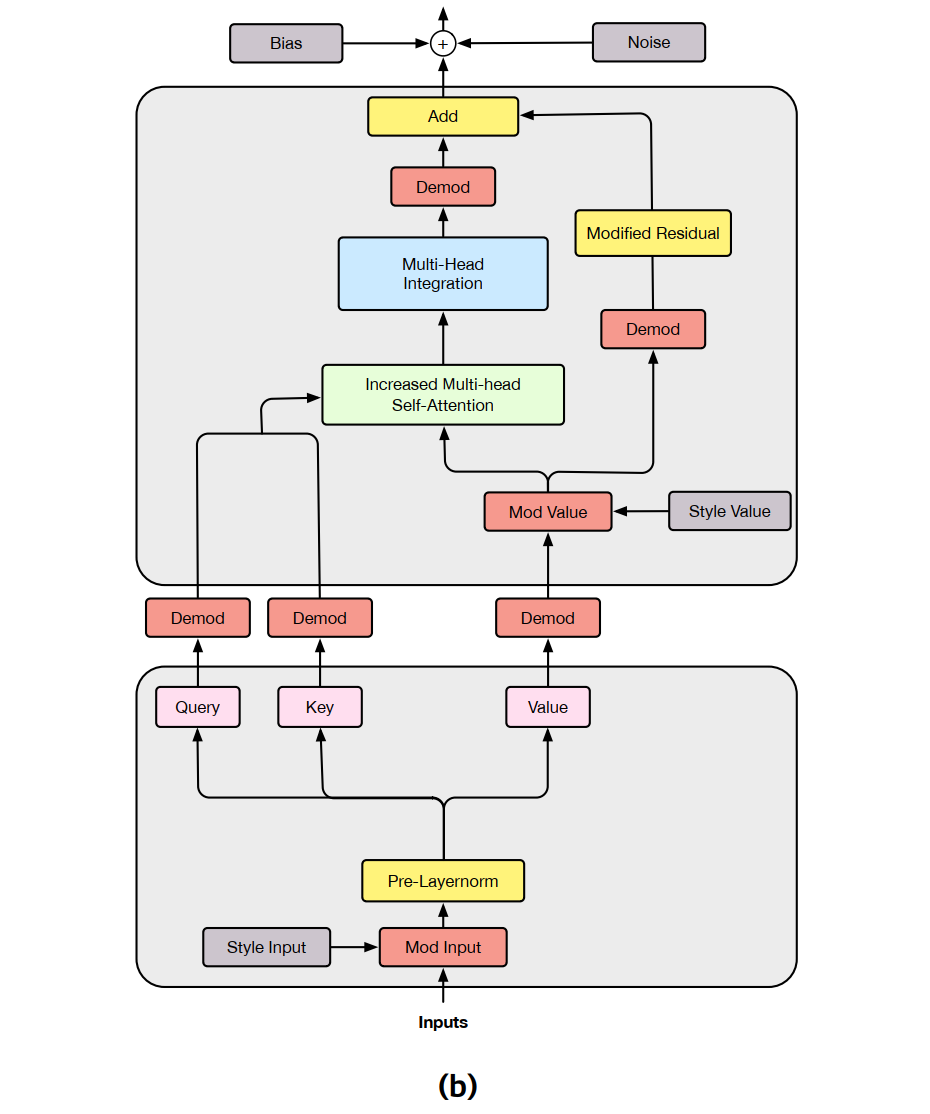 Bias
+
Noise
Add
Demod
Modified Residual
Multi-Head
Integration
Demod
Increased Multi-head
Self-Attention
Mod Value
Style Value
Demod
Demod
Demod
Query
Key
Value
Pre-Layernorm
Style Input
Mod Input
Inputs
(b)